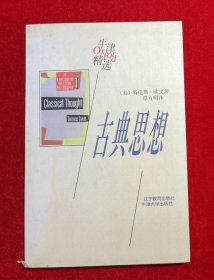 牛津
OXFORD
精选
(英) 特伦斯·欧文著
覃方明译
Classical Thought
TERENCE IRWIN
古典思想
辽宁教育出版社
牛津大学出版社